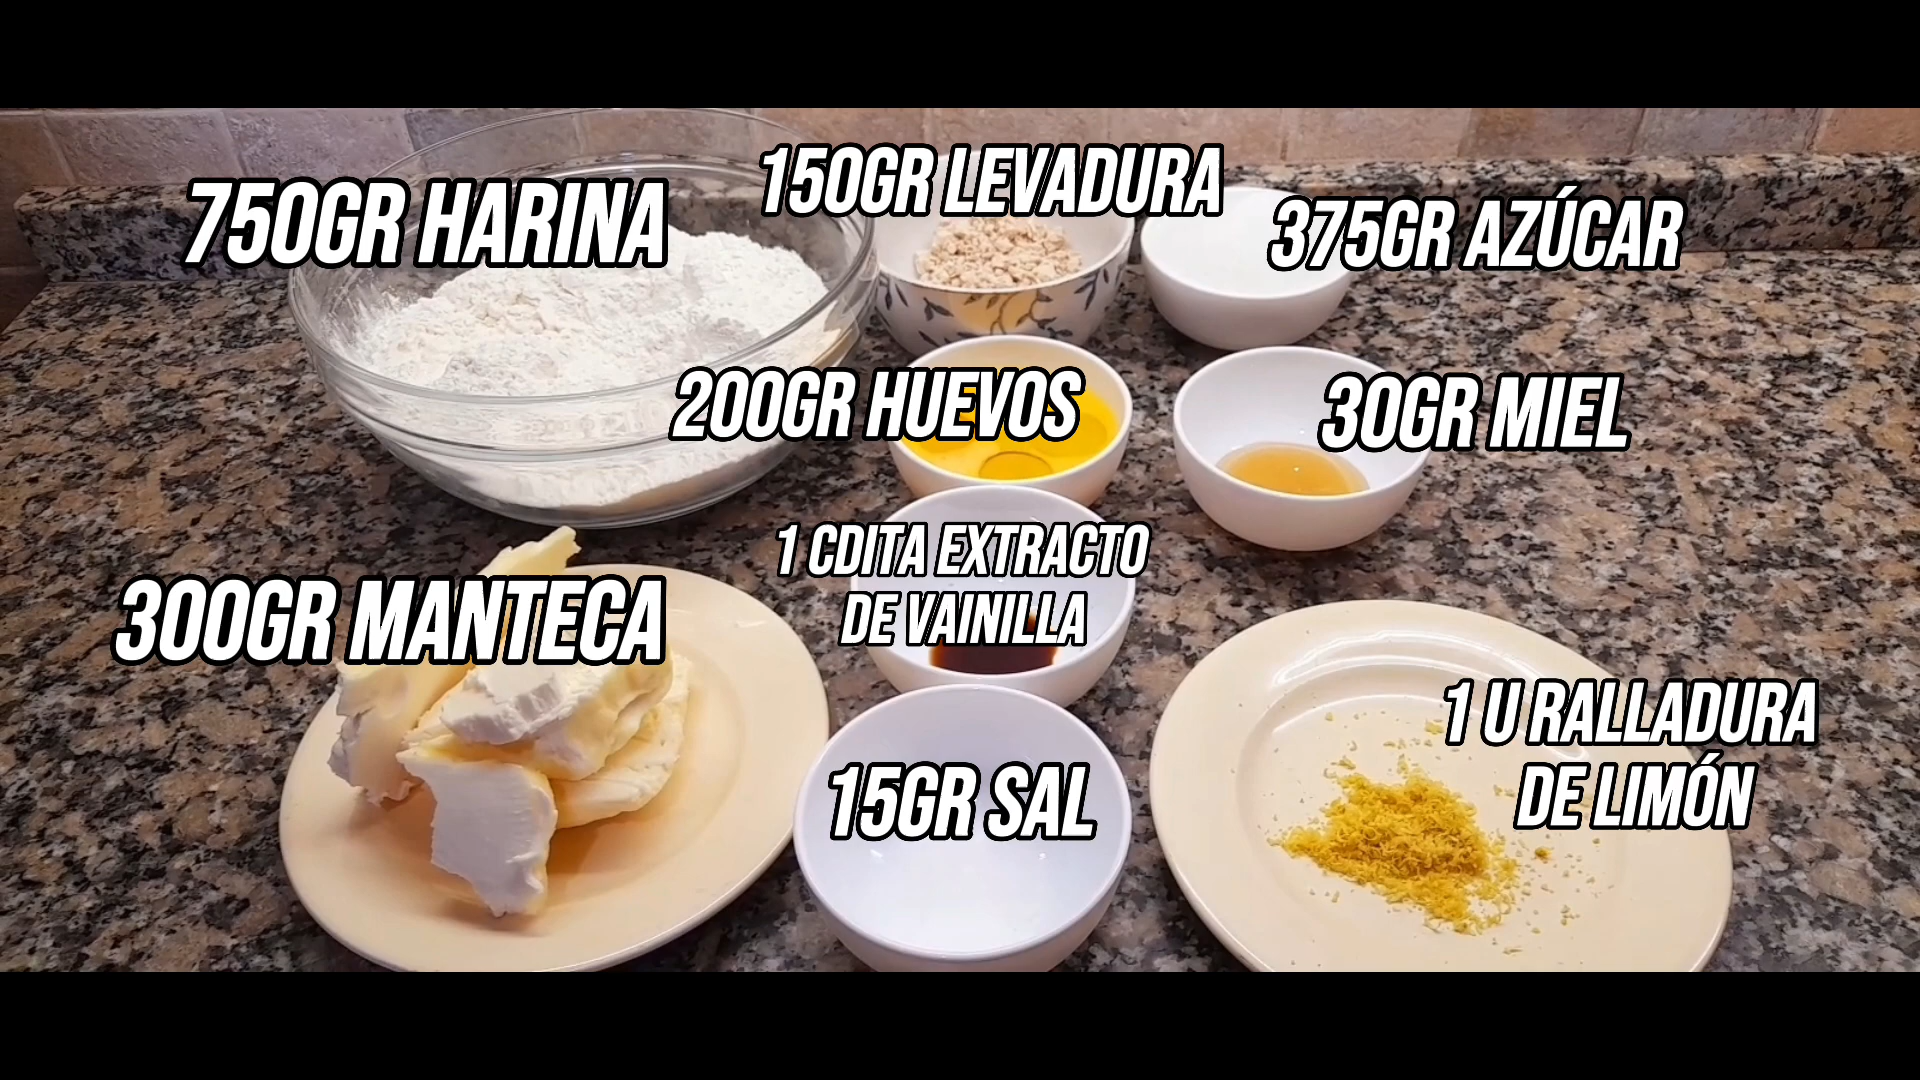 750GR HARINA
150GR LEVADURA
375GR AZÚCAR
200GR HUEVOS
30GR MIEL
1 CDITA EXTRACTO
DE VAINILLA
300GR MANTECA
15GR SAL
1 U RALLADURA
DE LIMÓN